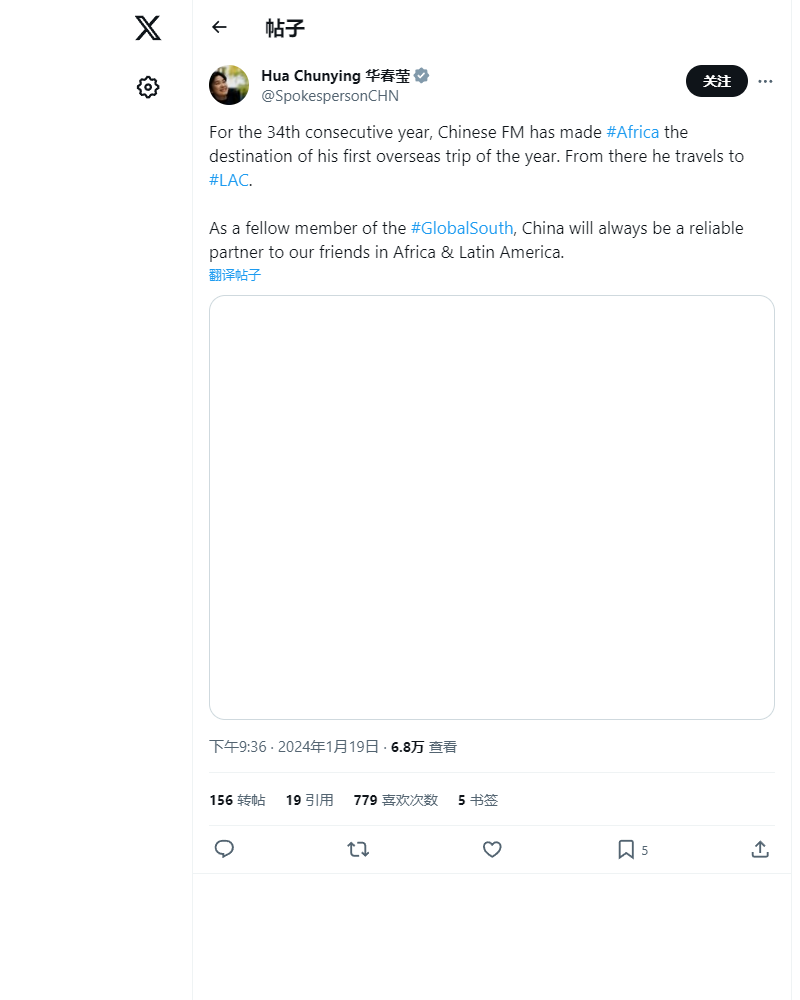 帖子
Hua Chunying 华春莹
@SpokespersonCHN
关注
For the 34th consecutive year, Chinese FM has made #Africa the
destination of his first overseas trip of the year. From there he travels to
#LAC.
As a fellow member of the #GlobalSouth, China will always be a reliable
partner to our friends in Africa & Latin America.
翻译帖子
下午9:36 · 2024年1月19日 · 6.8万 查看
156 转帖 19 引用 779 喜欢次数 5 书签
5